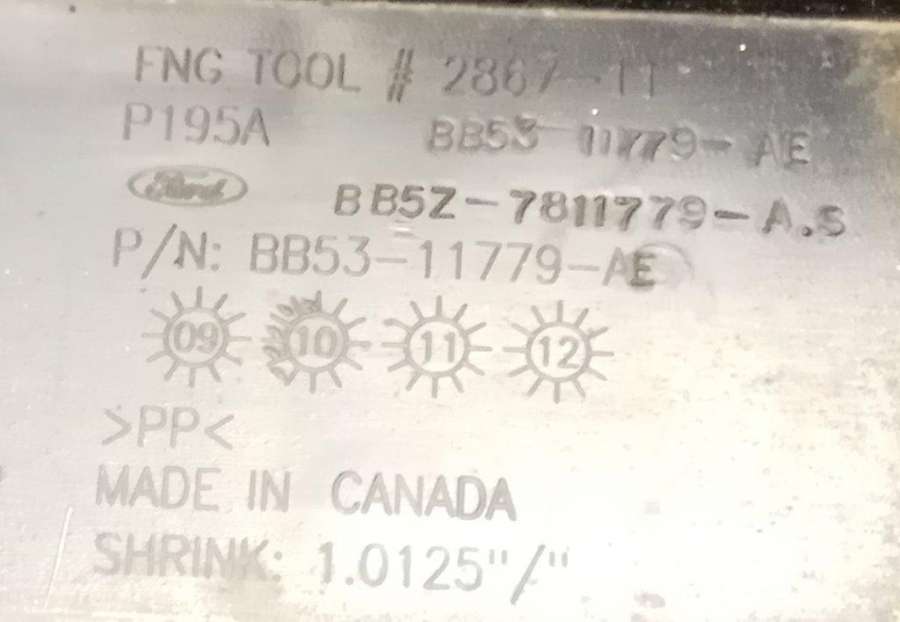 FNG TOOL # 2867-11
P195A BB53-11779-AE
Ford BB5Z-7811779-A.S
P/N: BB53-11779-AE
09 10 11 12
>PP<
MADE IN CANADA
SHRINK: 1.0125"/"